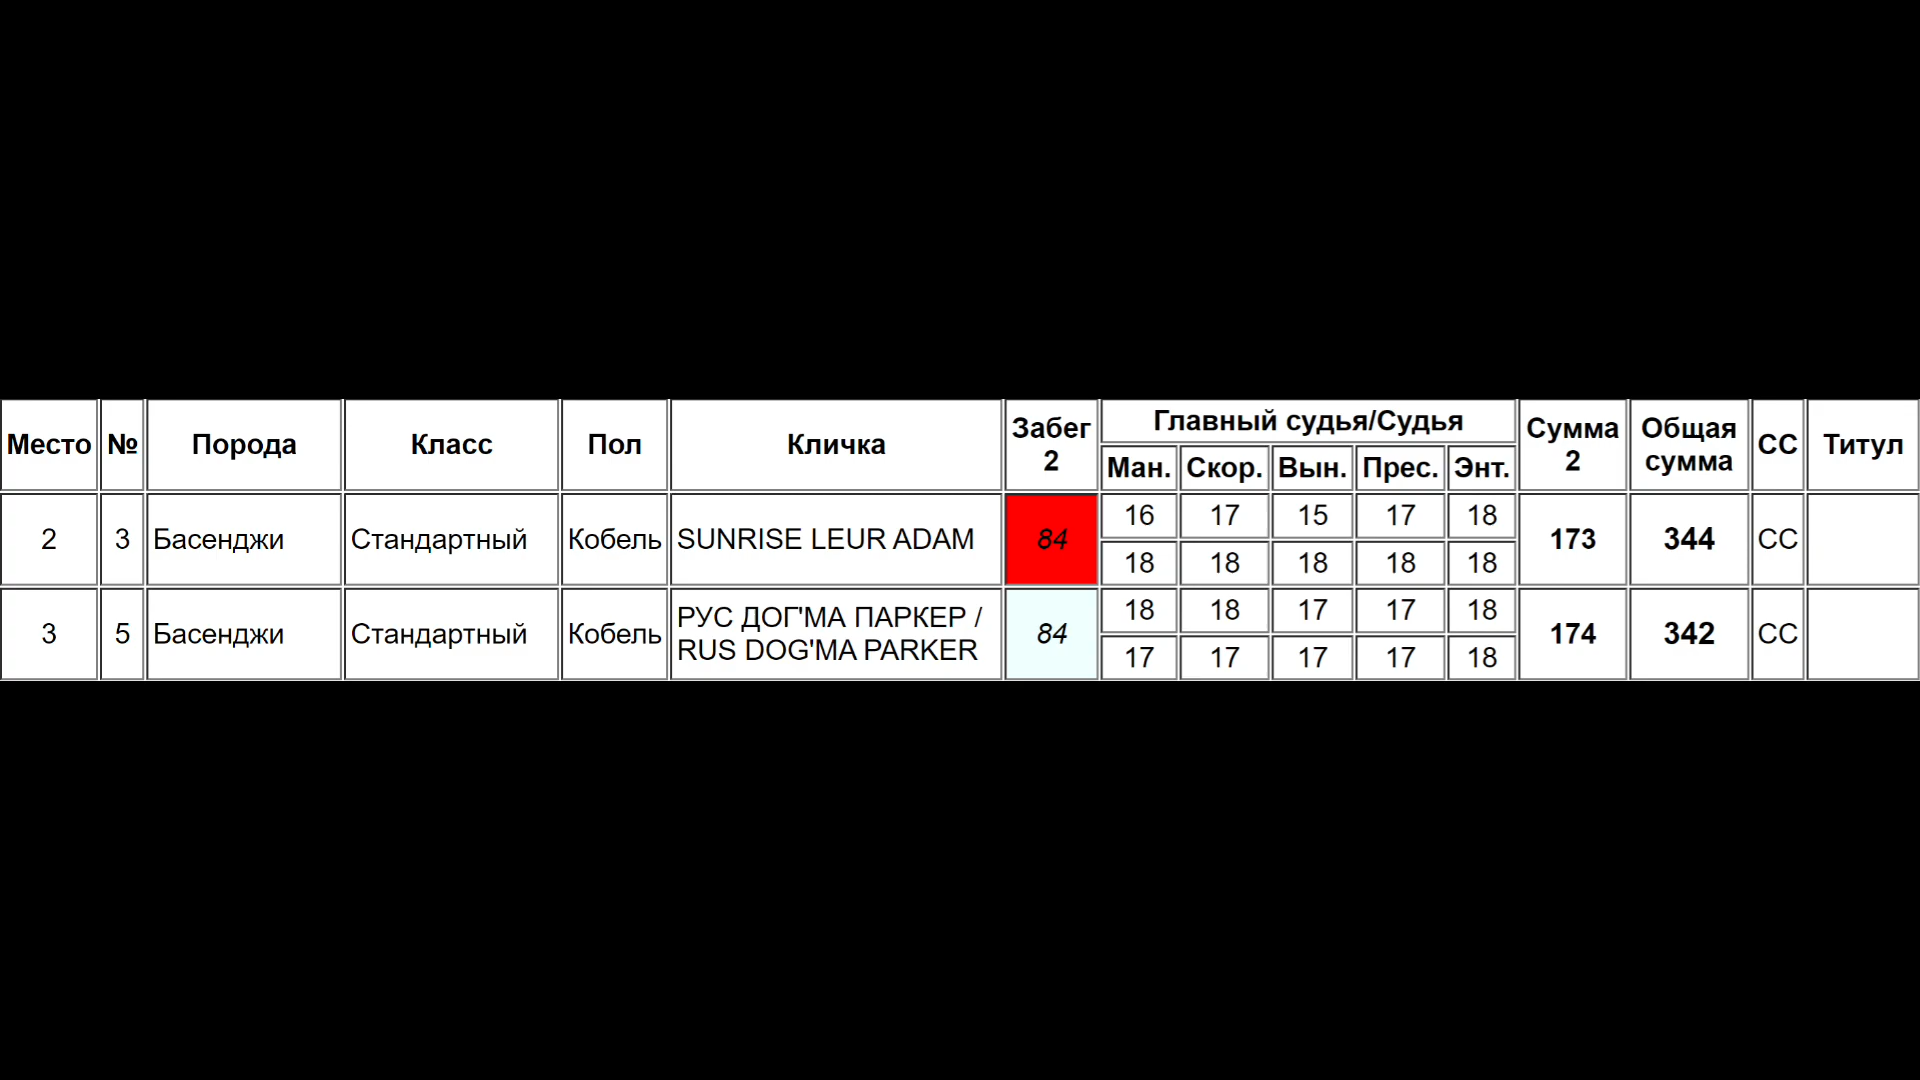 Место № Порода Класс Пол Кличка Забег 2 Главный судья/Судья Сумма 2 Общая сумма СС Титул
Ман. Скор. Вын. Прес. Энт.
2 3 Басенджи Стандартный Кобель SUNRISE LEUR ADAM 84 16 17 15 17 18 173 344 СС
18 18 18 18 18
3 5 Басенджи Стандартный Кобель РУС ДОГ'МА ПАРКЕР / RUS DOG'MA PARKER 84 18 18 17 17 18 174 342 СС
17 17 17 17 18